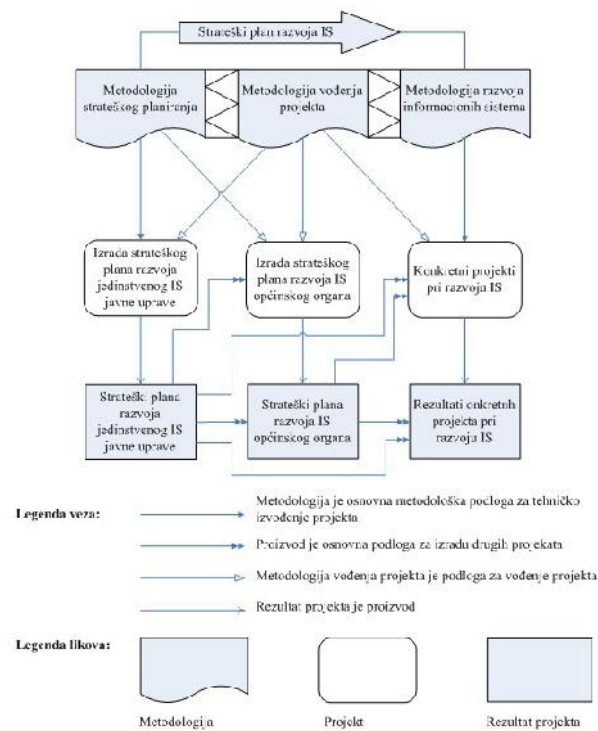 Strateški plan razvoja IS
Metodologija
strateškog planiranja
Metodologija vođenja
projekta
Metodologija razvoja
informacionih sistema
Izrada strateškog
plana razvoja
jedinstvenog IS
javne uprave
Izrada strateškog
plana razvoja IS
općinskog organa
Konkretni projekti
pri razvoja IS
Strateški plana
razvoja
jedinstvenog IS
javne uprave
Strateški plana
razvoja IS
općinskog organa
Rezultati onkretnih
projekta pri
razvoju IS
Legenda veza:
Metodologija je osnovna metodološka podloga za tehničko
izvođenje projekta
Proizvod je osnovna podloga za izradu drugih projekata
Metodologija vođenja projekta je podloga za vođenje projekta
Rezultat projekta je proizvod
Legenda likova:
Metodologija
Projekt
Rezultat projekta